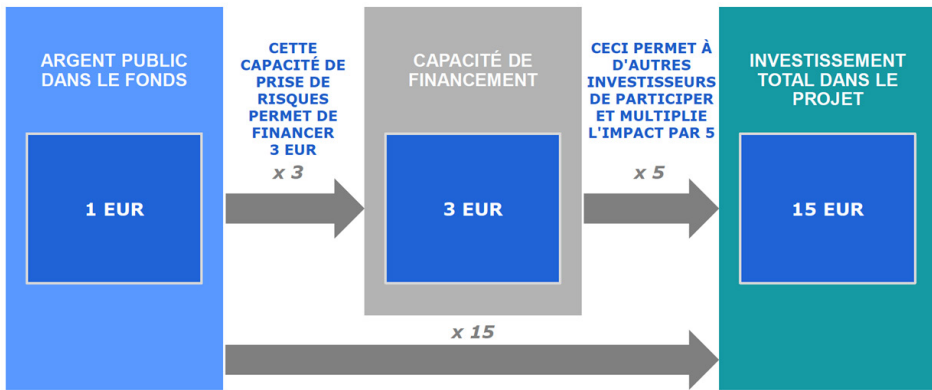 ARGENT PUBLIC
DANS LE FONDS
1 EUR
CETTE
CAPACITÉ DE
PRISE DE
RISQUES
PERMET DE
FINANCER
3 EUR
x 3
CAPACITÉ DE
FINANCEMENT
3 EUR
CECI PERMET À
D'AUTRES
INVESTISSEURS
DE PARTICIPER
ET MULTIPLIE
L'IMPACT PAR 5
x 5
INVESTISSEMENT
TOTAL DANS LE
PROJET
15 EUR
x 15